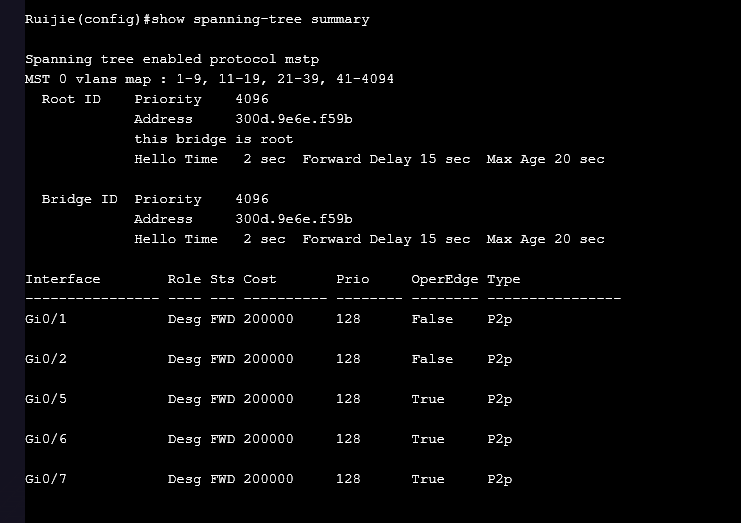 Ruijie(config)#show spanning-tree summary
Spanning tree enabled protocol mstp
MST 0 vlans map : 1-9, 11-19, 21-39, 41-4094
  Root ID    Priority    4096
             Address     300d.9e6e.f59b
             this bridge is root
             Hello Time   2 sec  Forward Delay 15 sec  Max Age 20 sec
  Bridge ID  Priority    4096
             Address     300d.9e6e.f59b
             Hello Time   2 sec  Forward Delay 15 sec  Max Age 20 sec
Interface        Role Sts Cost       Prio     OperEdge Type
---------------- ---- --- ---------- -------- -------- ----------------
Gi0/1            Desg FWD 200000     128      False    P2p
Gi0/2            Desg FWD 200000     128      False    P2p
Gi0/5            Desg FWD 200000     128      True     P2p
Gi0/6            Desg FWD 200000     128      True     P2p
Gi0/7            Desg FWD 200000     128      True     P2p